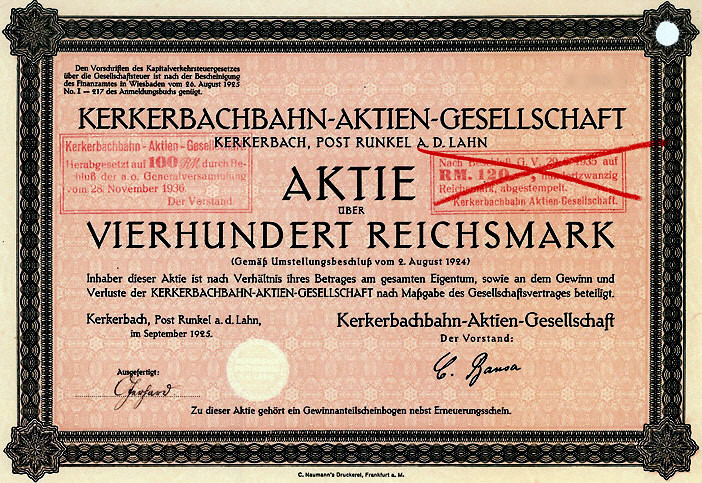 Den Vorschriften des Kapitalverkehrsteuergesetzes
über die Gesellschaftsteuer ist nach der Bescheinigung
des Finanzamtes in Wiesbaden vom 26. August 1925
No. I – 217 des Anmeldungsbuchs genügt.
KERKERBACHBAHN-AKTIEN-GESELLSCHAFT
KERKERBACH, POST RUNKEL A. D. LAHN
Kerkerbachbahn-Aktien-Gesellschaft
Herabgesetzt auf 100 RM durch Be-
schluß der a. o. Generalversammlung
vom 28. November 1936.
Der Vorstand
Nach Beschluß G. V. 1935 auf
RM. 120.–, hundertzwanzig
Reichsmark, abgestempelt.
Kerkerbachbahn Aktien-Gesellschaft.
AKTIE
ÜBER
VIERHUNDERT REICHSMARK
(Gemäß Umstellungsbeschluß vom 2. August 1924)
Inhaber dieser Aktie ist nach Verhältnis ihres Betrages am gesamten Eigentum, sowie an dem Gewinn und
Verluste der KERKERBACHBAHN-AKTIEN-GESELLSCHAFT nach Maßgabe des Gesellschaftsvertrages beteiligt.
Kerkerbach, Post Runkel a. d. Lahn,
im September 1925.
Kerkerbachbahn-Aktien-Gesellschaft
Der Vorstand:
C. Bansa
Ausgefertigt:
Gerhard
Zu dieser Aktie gehört ein Gewinnanteilscheinbogen nebst Erneuerungsschein.
C. Naumann's Druckerei, Frankfurt a. M.